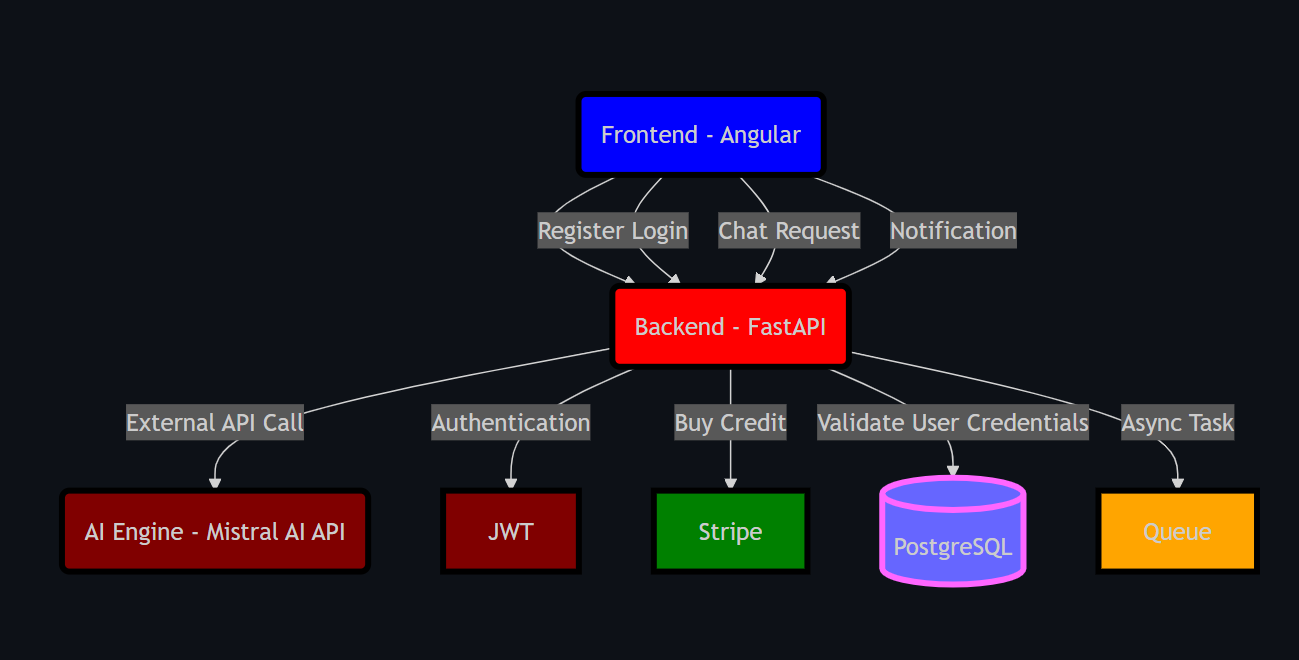 Frontend - Angular
Register Login Chat Request Notification
Backend - FastAPI
External API Call Authentication Buy Credit Validate User Credentials Async Task
AI Engine - Mistral AI API JWT Stripe PostgreSQL Queue